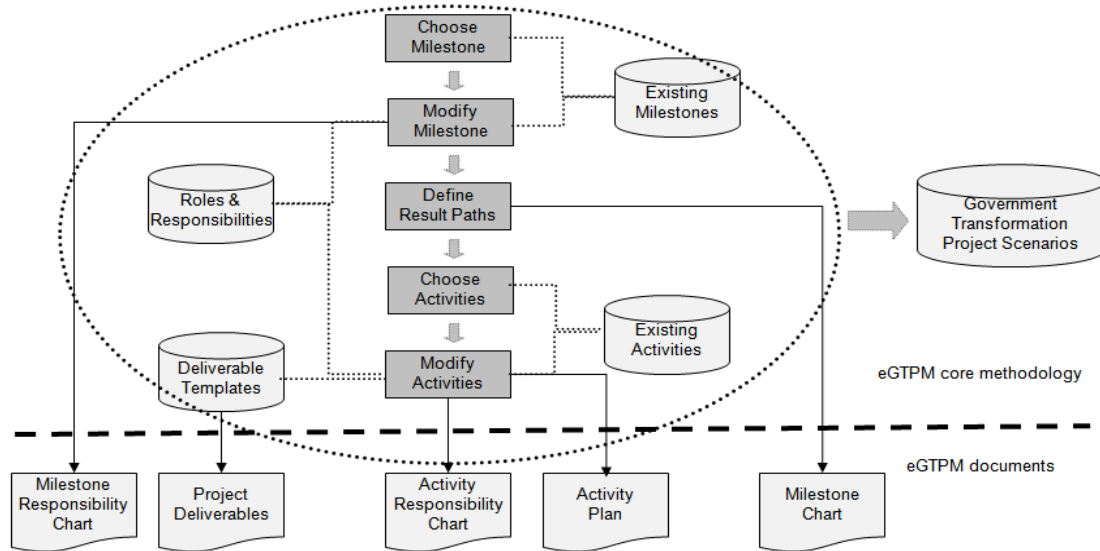 Choose
Milestone
Existing
Milestones
Modify
Milestone
Roles &
Responsibilities
Define
Result Paths
Government
Transformation
Project Scenarios
Choose
Activities
Existing
Activities
Deliverable
Templates
Modify
Activities
eGTPM core methodology
eGTPM documents
Milestone
Responsibility
Chart
Project
Deliverables
Activity
Responsibility
Chart
Activity
Plan
Milestone
Chart